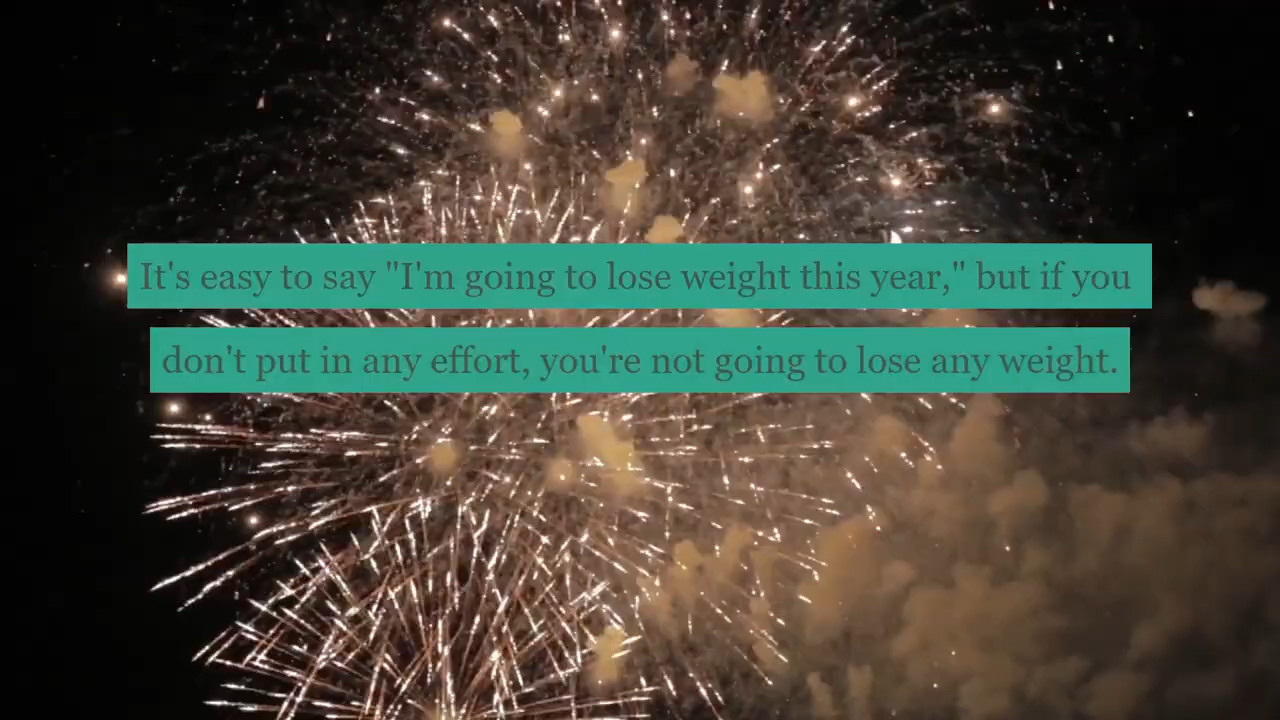 It's easy to say "I'm going to lose weight this year," but if you
don't put in any effort, you're not going to lose any weight.